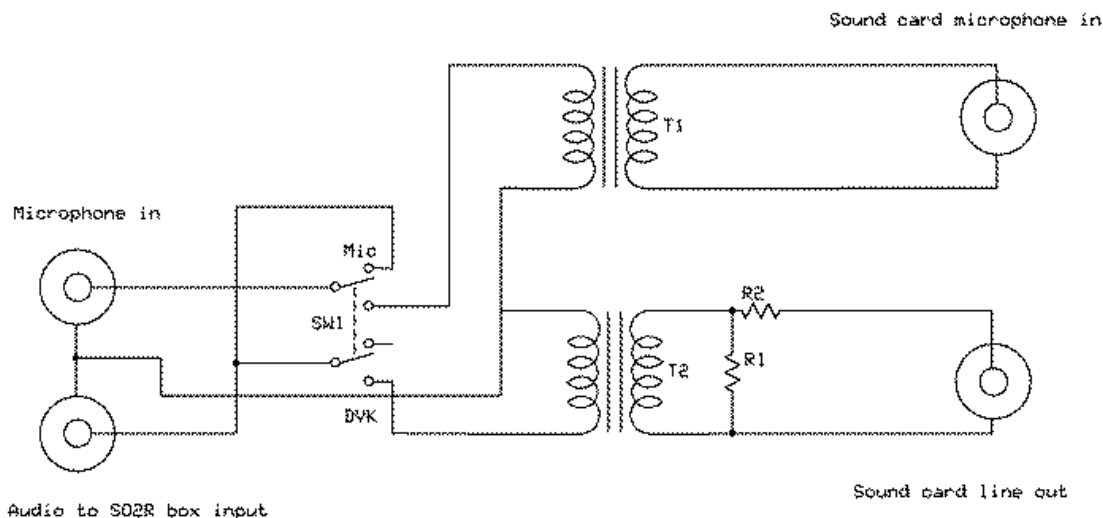 Sound card microphone in
T1
Microphone in
Mic
R2
SW1
R1
T2
DVK
Sound card line out
Audio to SO2R box input